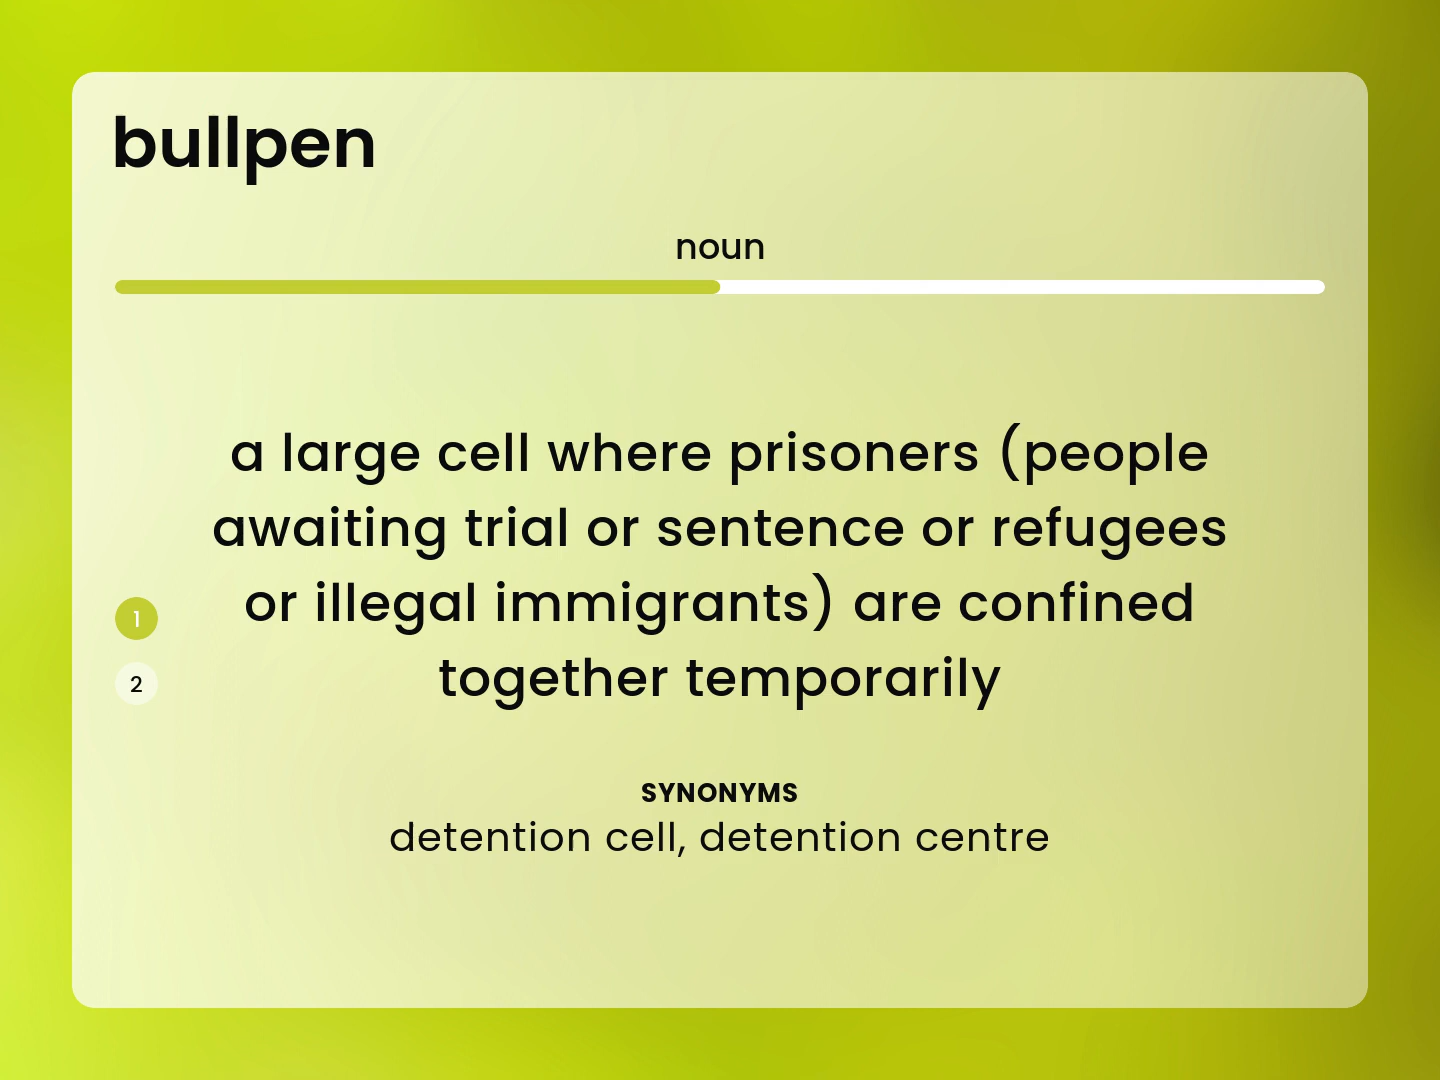 bullpen
noun
a large cell where prisoners (people
awaiting trial or sentence or refugees
or illegal immigrants) are confined
together temporarily
1
2
SYNONYMS
detention cell, detention centre